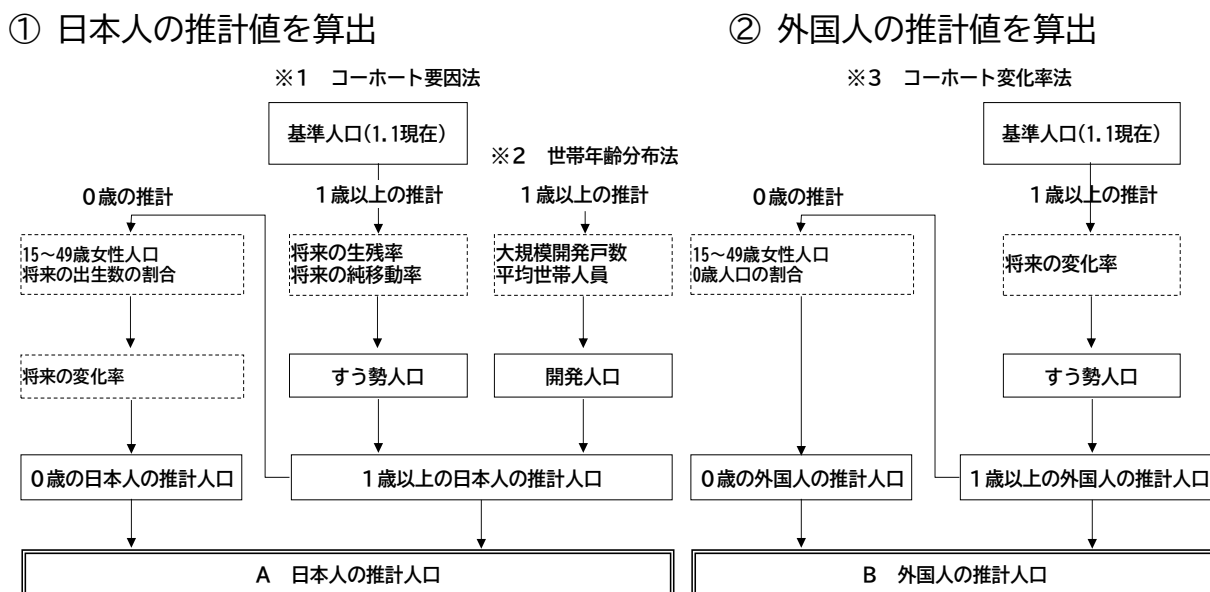 ① 日本人の推計値を算出
※1 コーホート要因法
基準人口(1.1現在)
※2 世帯年齢分布法
0歳の推計
1歳以上の推計
1歳以上の推計
15～49歳女性人口
将来の出生数の割合
将来の生残率
将来の純移動率
大規模開発戸数
平均世帯人員
将来の変化率
すう勢人口
開発人口
0歳の日本人の推計人口
1歳以上の日本人の推計人口
A 日本人の推計人口
② 外国人の推計値を算出
※3 コーホート変化率法
基準人口(1.1現在)
0歳の推計
1歳以上の推計
15～49歳女性人口
0歳人口の割合
将来の変化率
すう勢人口
0歳の外国人の推計人口
1歳以上の外国人の推計人口
B 外国人の推計人口